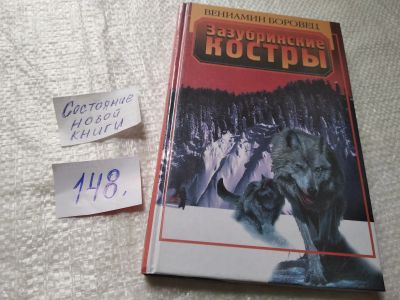 Состояние
новой
книги
148.
ВЕНИАМИН БОРОВЕЦ
Зазубринские
КОСТРЫ